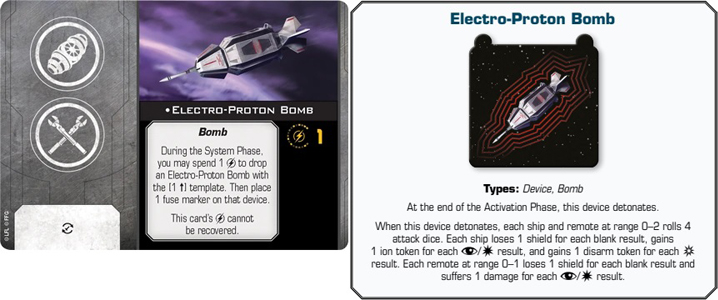 •Electro-Proton Bomb
Bomb
1
During the System Phase,
you may spend 1 to drop
an Electro-Proton Bomb with
the [1 ] template. Then place
1 fuse marker on that device.
This card's cannot
be recovered.
©LFL ©FFG
Electro-Proton Bomb
Types: Device, Bomb
At the end of the Activation Phase, this device detonates.
When this device detonates, each ship and remote at range 0–2 rolls 4
attack dice. Each ship loses 1 shield for each blank result, gains
1 ion token for each / result, and gains 1 disarm token for each
result. Each remote at range 0–1 loses 1 shield for each blank result and
suffers 1 damage for each / result.